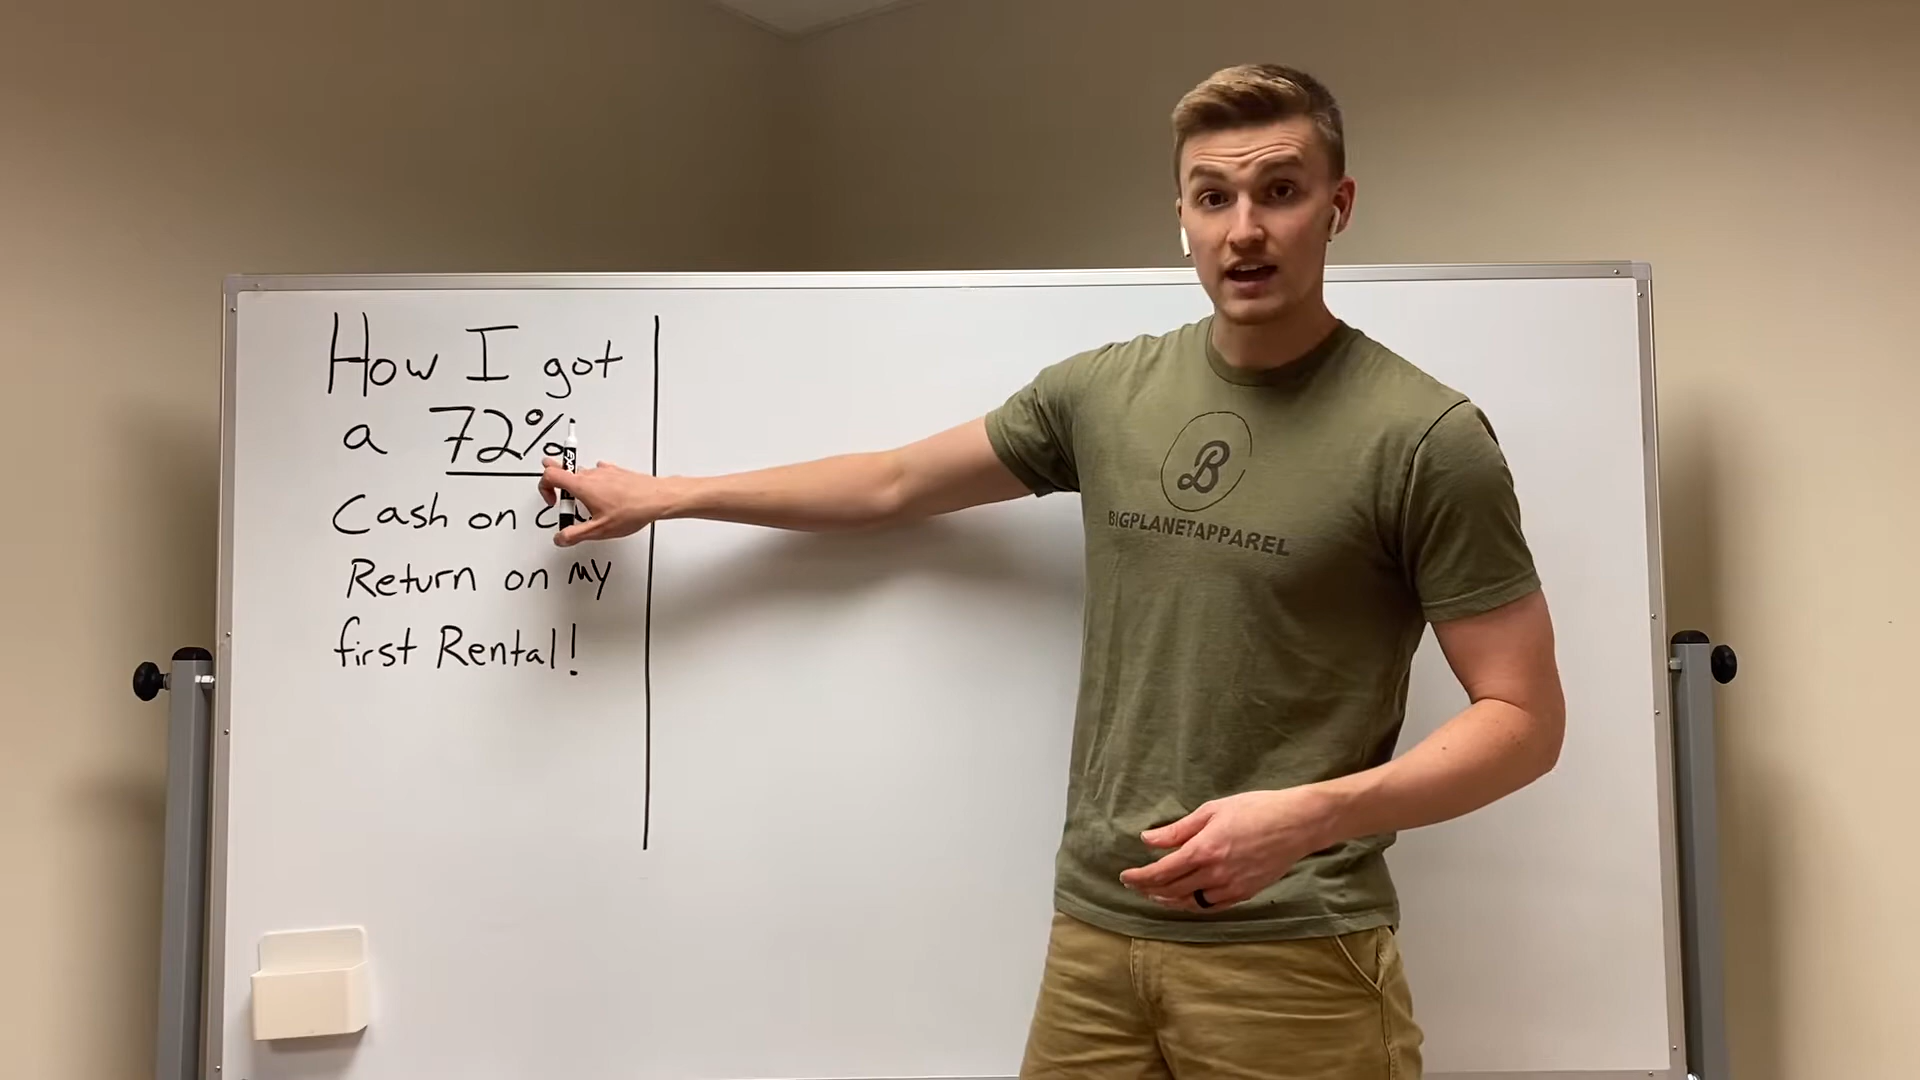 How I got
a 72%
Cash on
Return on my
first Rental!
B
BIGPLANETAPPAREL